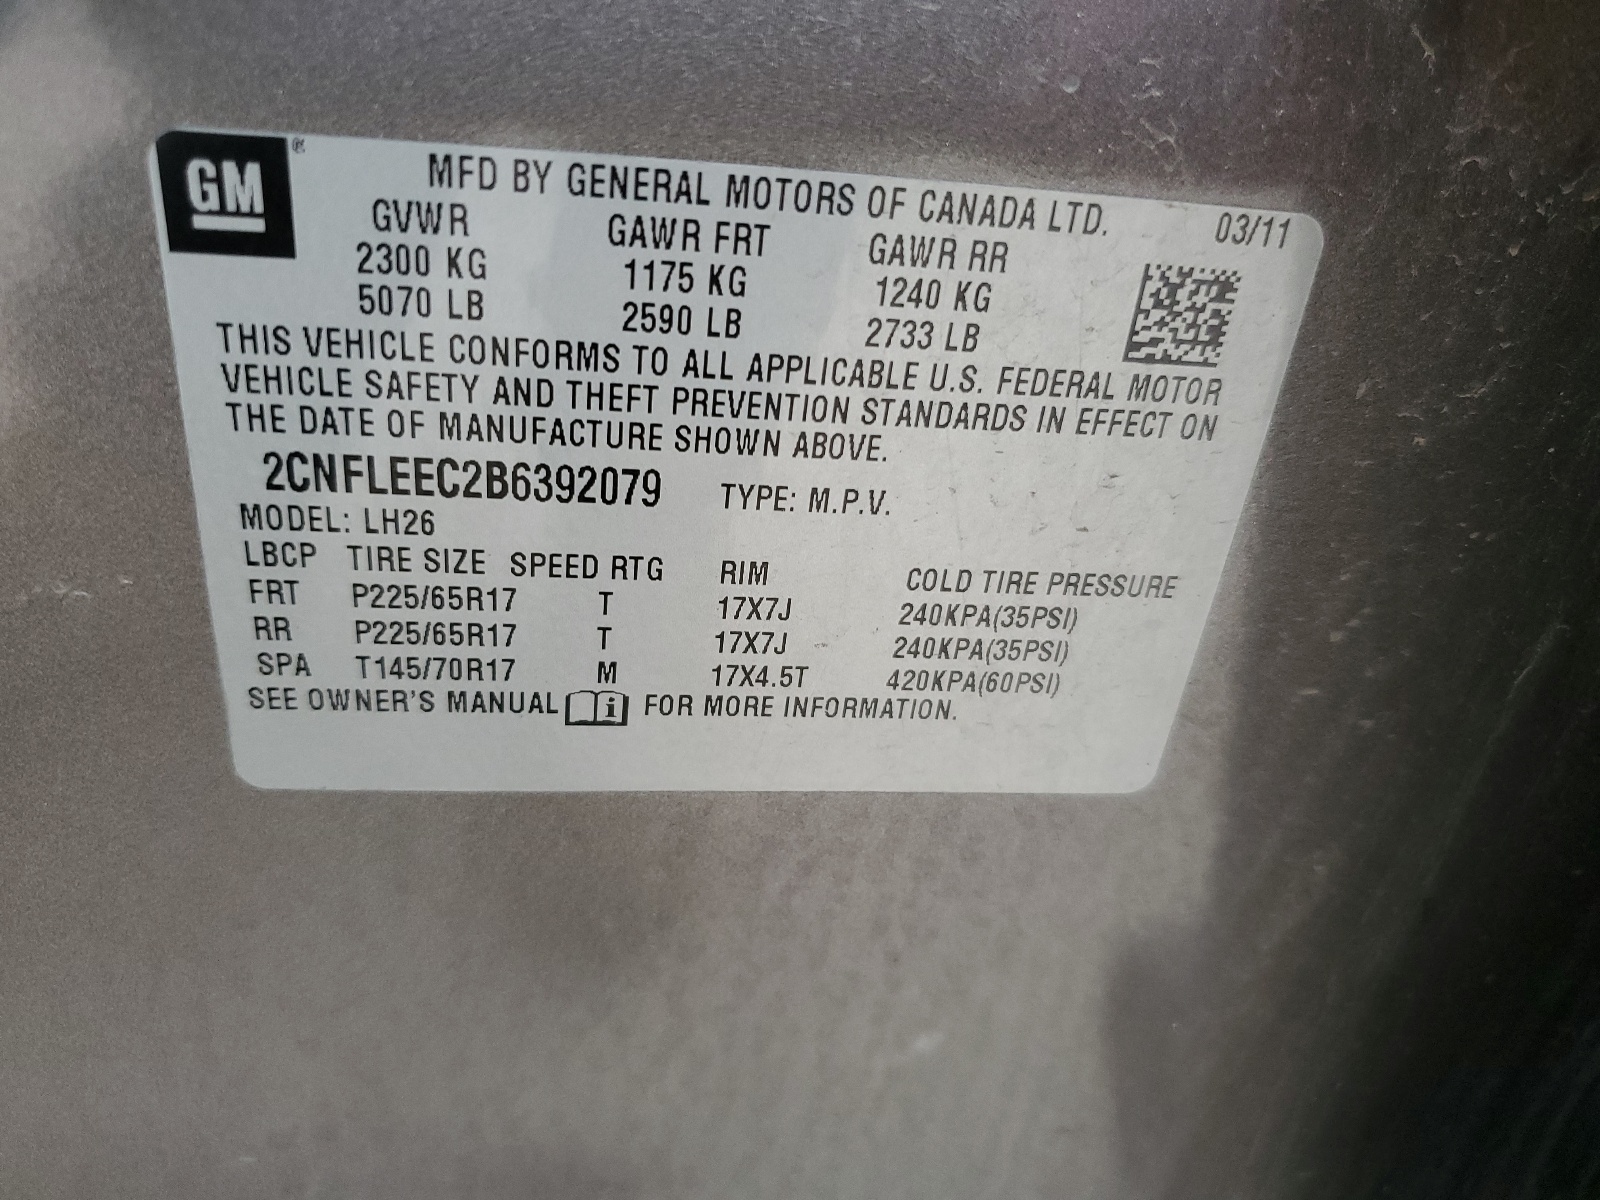 GM
MFD BY GENERAL MOTORS OF CANADA LTD. 03/11
GVWR GAWR FRT GAWR RR
2300 KG 1175 KG 1240 KG
5070 LB 2590 LB 2733 LB
THIS VEHICLE CONFORMS TO ALL APPLICABLE U.S. FEDERAL MOTOR
VEHICLE SAFETY AND THEFT PREVENTION STANDARDS IN EFFECT ON
THE DATE OF MANUFACTURE SHOWN ABOVE.
2CNFLEEC2B6392079 TYPE: M.P.V.
MODEL: LH26
LBCP TIRE SIZE SPEED RTG RIM COLD TIRE PRESSURE
FRT P225/65R17 T 17X7J 240KPA(35PSI)
RR P225/65R17 T 17X7J 240KPA(35PSI)
SPA T145/70R17 M 17X4.5T 420KPA(60PSI)
SEE OWNER'S MANUAL i FOR MORE INFORMATION.